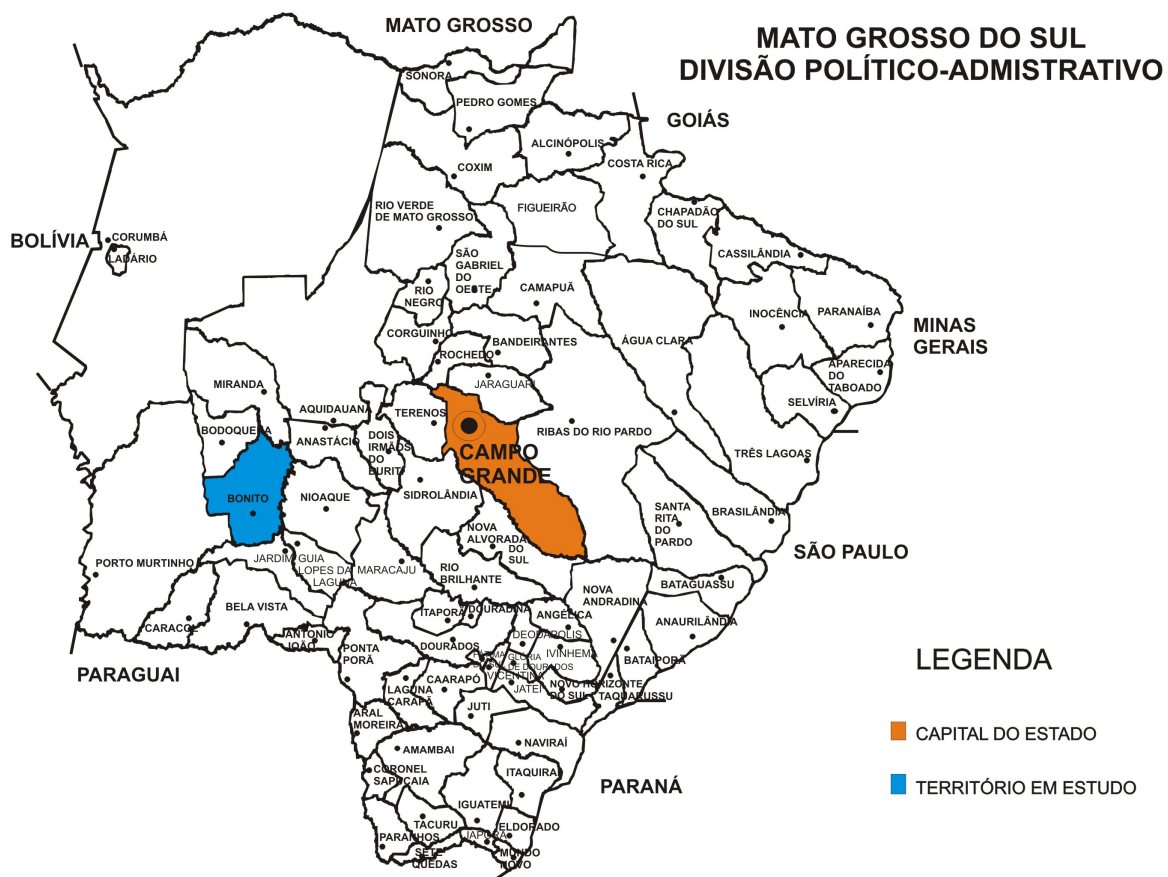 MATO GROSSO DO SUL
DIVISÃO POLÍTICO-ADMISTRATIVO
MATO GROSSO
GOIÁS
BOLÍVIA
MINAS
GERAIS
SÃO PAULO
PARAGUAI
PARANÁ
SONORA
PEDRO GOMES
ALCINÓPOLIS
COSTA RICA
COXIM
RIO VERDE
DE MATO GROSSO
FIGUEIRÃO
CHAPADÃO
DO SUL
CASSILÂNDIA
CORUMBÁ
LADÁRIO
SÃO
GABRIEL
DO
OESTE
CAMAPUÃ
RIO
NEGRO
INOCÊNCIA
PARANAÍBA
CORGUINHO
BANDEIRANTES
ÁGUA CLARA
ROCHEDO
JARAGUARI
APARECIDA
DO
TABOADO
MIRANDA
SELVÍRIA
AQUIDAUANA
TERENOS
BODOQUENA
ANASTÁCIO
DOIS
IRMÃOS
DO
BURITI
RIBAS DO RIO PARDO
CAMPO
GRANDE
TRÊS LAGOAS
BONITO
NIOAQUE
SIDROLÂNDIA
SANTA
RITA
DO
PARDO
BRASILÂNDIA
NOVA
ALVORADA
DO
SUL
PORTO MURTINHO
JARDIM
GUIA
LOPES DA
LAGUNA
MARACAJU
RIO
BRILHANTE
BATAGUASSU
NOVA
ANDRADINA
CARACOL
BELA VISTA
ITAPORÃ
DOURADINA
ANGÉLICA
ANAURILÂNDIA
ANTONIO
JOÃO
PONTA
PORÃ
DOURADOS
DEODÁPOLIS
IVINHEMA
GLÓRIA
DE DOURADOS
VICENTINA
BATAIPORÃ
LAGUNA
CARAPÃ
CAARAPÓ
JATEÍ
NOVO HORIZONTE
DO SUL
TAQUARUSSU
ARAL
MOREIRA
JUTI
AMAMBAI
NAVIRAÍ
CORONEL
SAPUCAIA
ITAQUIRAI
IGUATEMI
TACURU
PARANHOS
JAPORÃ
ELDORADO
SETE
QUEDAS
MUNDO
NOVO
LEGENDA
CAPITAL DO ESTADO
TERRITÓRIO EM ESTUDO